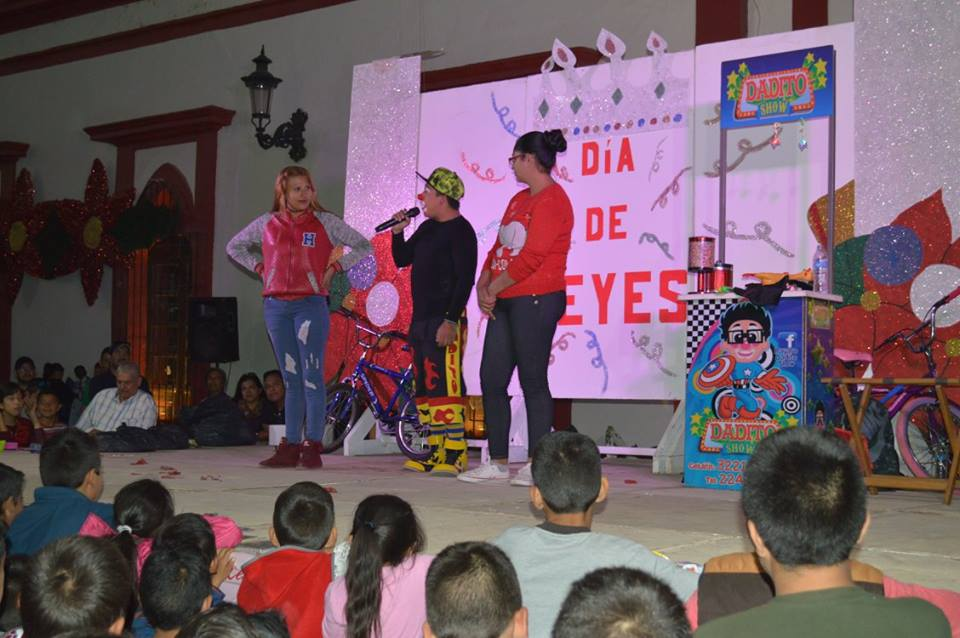 DADITO
SHOW
DÍA
DE
EYES
H
f
DADITO
SHOW